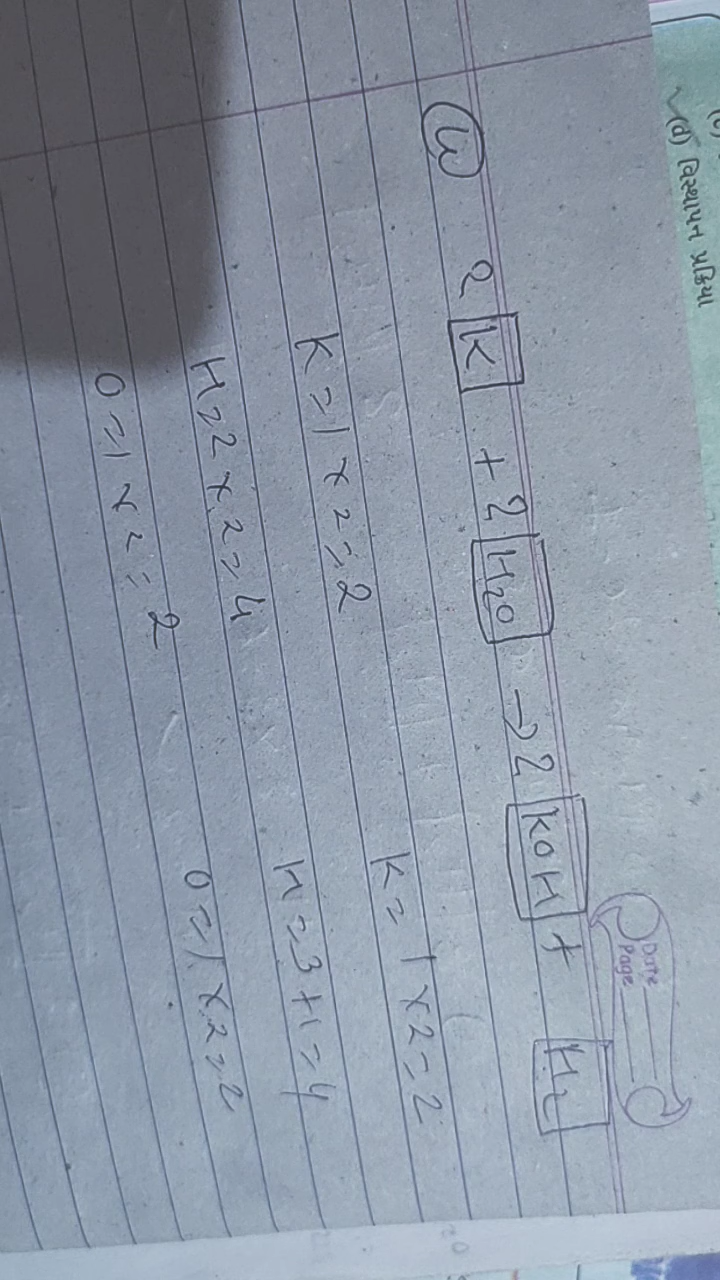 (d) વિસ્થાપન પ્રક્રિયા
Date
Page
2 K + 2 H₂O → 2 KOH + H₂
K = 1 x 2 = 2 K = 1 x 2 = 2
H = 2 x 2 = 4 H = 3 + 1 = 4
O = 1 x 2 = 2 O = 1 x 2 = 2